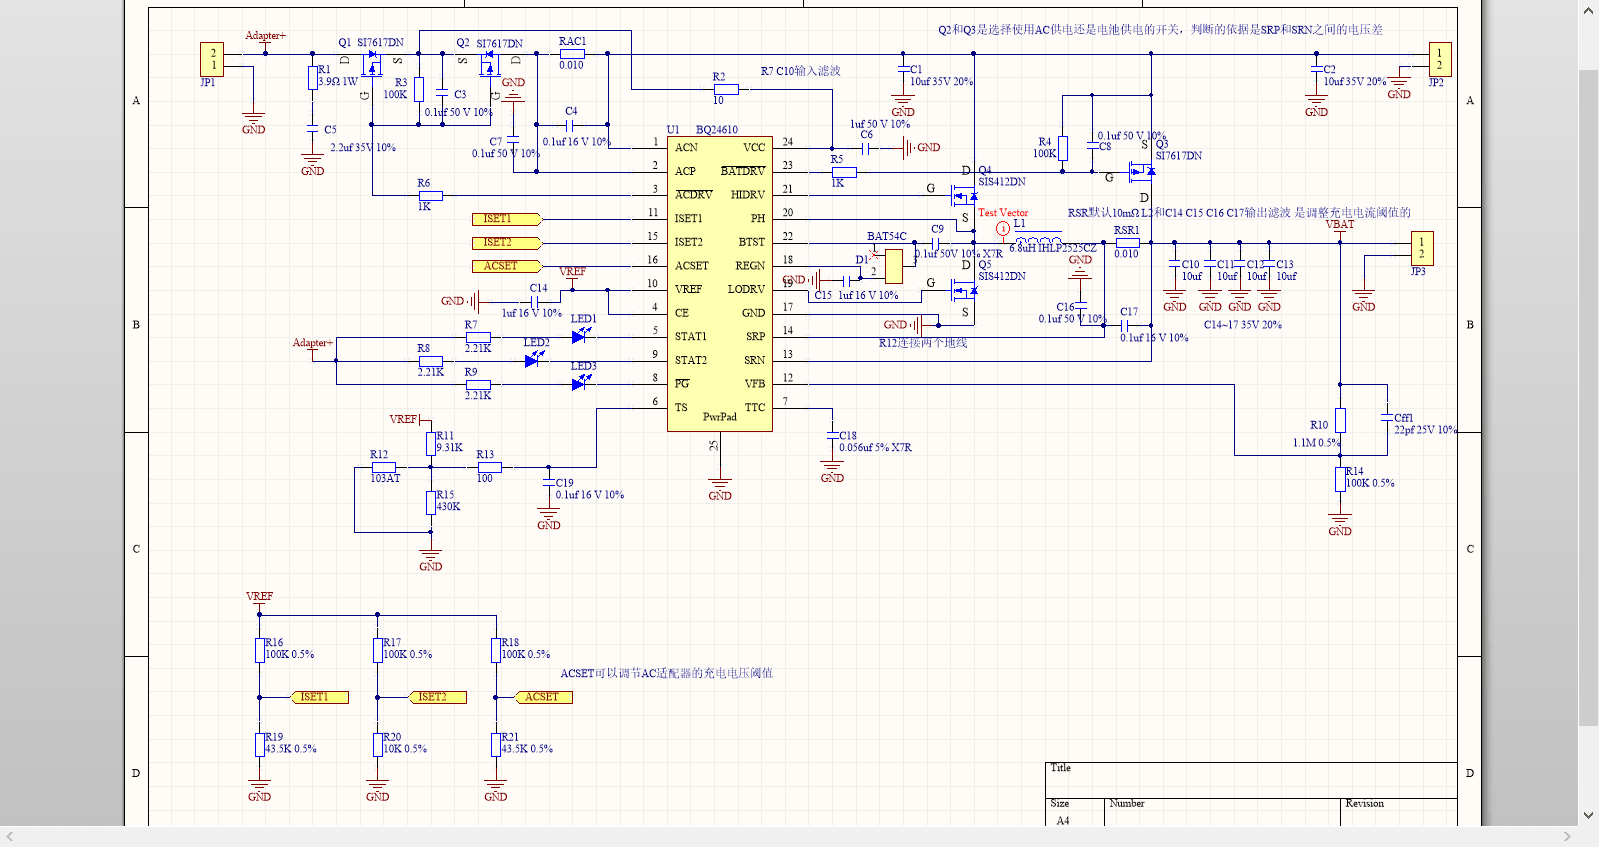 Q2和Q3是选择使用AC供电还是电池供电的开关，判断的依据是SRP和SRN之间的电压差
Adapter+
2
1
JP1
GND
R1
3.9Ω 1W
C5
2.2uf 35V 10%
GND
Q1 SI7617DN
D
S
G
R3
100K
C3
0.1uf 50 V 10%
Q2 SI7617DN
S
D
G
GND
C7
0.1uf 50 V 10%
RAC1
0.010
C4
0.1uf 16 V 10%
R2
10
R7 C10输入滤波
C1
10uf 35V 20%
GND
C2
10uf 35V 20%
GND
1
2
JP2
GND
A
A
1uf 50 V 10%
C6
GND
R5
1K
R4
100K
0.1uf 50 V 10%
C8
S
Q3
SI7617DN
G
D
R6
1K
U1 BQ24610
1 ACN
2 ACP
3 ACDRV
11 ISET1
15 ISET2
16 ACSET
10 VREF
4 CE
5 STAT1
9 STAT2
8 PG
6 TS
VCC 24
BATDRV 23
HIDRV 21
PH 20
BTST 22
REGN 18
LODRV 19
GND 17
SRP 14
SRN 13
VFB 12
TTC 7
PwrPad
25
GND
ISET1
ISET2
ACSET
VREF
GND
C14
1uf 16 V 10%
D
Q4
SIS412DN
G
S
Test Vector
1
L1
6.8uH IHLP2525CZ
RSR默认10mΩ L2和C14 C15 C16 C17输出滤波 是调整充电电流阈值的
RSR1
0.010
VBAT
1
2
JP3
GND
BAT54C
D1
2
3
C9
0.1uf 50V 10% X7R
GND
C15 1uf 16 V 10%
D
Q5
SIS412DN
G
S
GND
R12连接两个地线
GND
C16
0.1uf 50 V 10%
C17
0.1uf 16 V 10%
C10
10uf
C11
10uf
C12
10uf
C13
10uf
GND
GND
GND
GND
C14~17 35V 20%
B
B
Adapter+
R7
2.21K
LED1
R8
2.21K
LED2
R9
2.21K
LED3
VREF
R11
9.31K
R12
103AT
R13
100
R15
430K
C19
0.1uf 16 V 10%
GND
GND
C18
0.056uf 5% X7R
GND
R10
1.1M 0.5%
Cff1
22pf 25V 10%
R14
100K 0.5%
GND
C
C
VREF
R16
100K 0.5%
R17
100K 0.5%
R18
100K 0.5%
ACSET可以调节AC适配器的充电电压阈值
ISET1
ISET2
ACSET
R19
43.5K 0.5%
R20
10K 0.5%
R21
43.5K 0.5%
GND
GND
GND
D
D
Title
Size
A4
Number
Revision